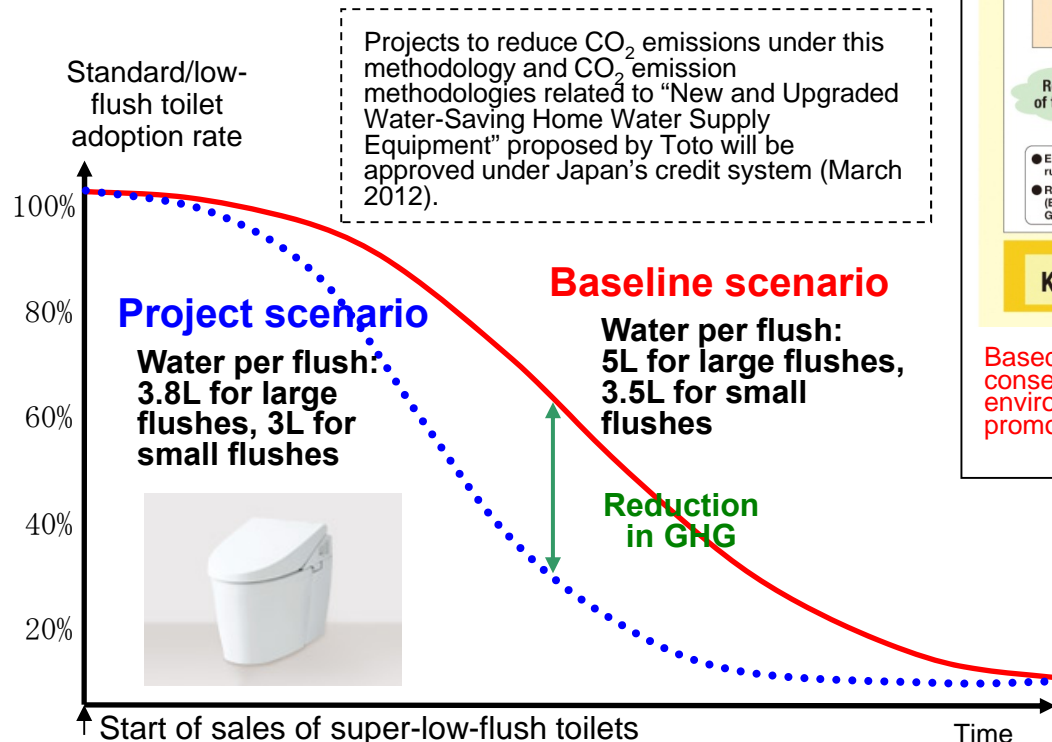 Projects to reduce CO₂ emissions under this
methodology and CO₂ emission
methodologies related to “New and Upgraded
Water-Saving Home Water Supply
Equipment” proposed by Toto will be
approved under Japan’s credit system (March
2012).
Standard/low-
flush toilet
adoption rate
100%
80%
60%
40%
20%
Baseline scenario
Water per flush:
5L for large flushes,
3.5L for small
flushes
Project scenario
Water per flush:
3.8L for large
flushes, 3L for
small flushes
Reduction
in GHG
Start of sales of super-low-flush toilets
Time
of
K
Based